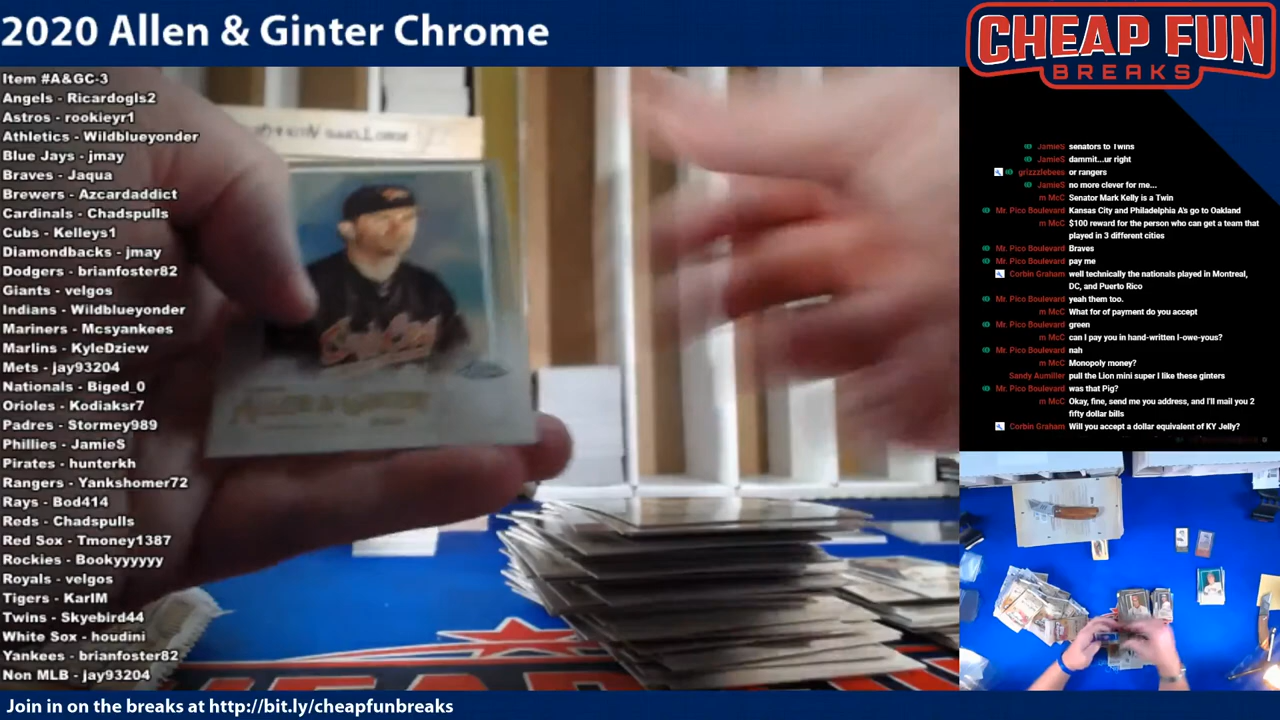 2020 Allen & Ginter Chrome
CHEAP FUN
BREAKS
Item #A&GC-3
Angels - Ricardogls2
Astros - rookieyr1
Athletics - Wildblueyonder
Blue Jays - jmay
Braves - Jaqua
Brewers - Azcardaddict
Cardinals - Chadspulls
Cubs - Kelleys1
Diamondbacks - jmay
Dodgers - brianfoster82
Giants - velgos
Indians - Wildblueyonder
Mariners - Mcsyankees
Marlins - KyleDziew
Mets - jay93204
Nationals - Biged_0
Orioles - Kodiaksr7
Padres - Stormey989
Phillies - JamieS
Pirates - hunterkh
Rangers - Yankshomer72
Rays - Bod414
Reds - Chadspulls
Red Sox - Tmoney1387
Rockies - Bookyyyyyy
Royals - velgos
Tigers - KarlM
Twins - Skyebird44
White Sox - houdini
Yankees - brianfoster82
Non MLB - jay93204
JamieS senators to Twins
JamieS dammit...ur right
grizzzlebees or rangers
JamieS no more clever for me...
m McC Senator Mark Kelly is a Twin
Mr. Pico Boulevard Kansas City and Philadelphia A's go to Oakland
m McC $100 reward for the person who can get a team that
played in 3 different cities
Mr. Pico Boulevard Braves
Mr. Pico Boulevard pay me
Corbin Graham well technically the nationals played in Montreal,
DC, and Puerto Rico
Mr. Pico Boulevard yeah them too.
m McC What for of payment do you accept
Mr. Pico Boulevard green
m McC can I pay you in hand-written I-owe-yous?
Mr. Pico Boulevard nah
m McC Monopoly money?
Sandy Aumiller pull the Lion mini super I like these ginters
Mr. Pico Boulevard was that Pig?
m McC Okay, fine, send me you address, and I'll mail you 2
fifty dollar bills
Corbin Graham Will you accept a dollar equivalent of KY Jelly?
Join in on the breaks at http://bit.ly/cheapfunbreaks